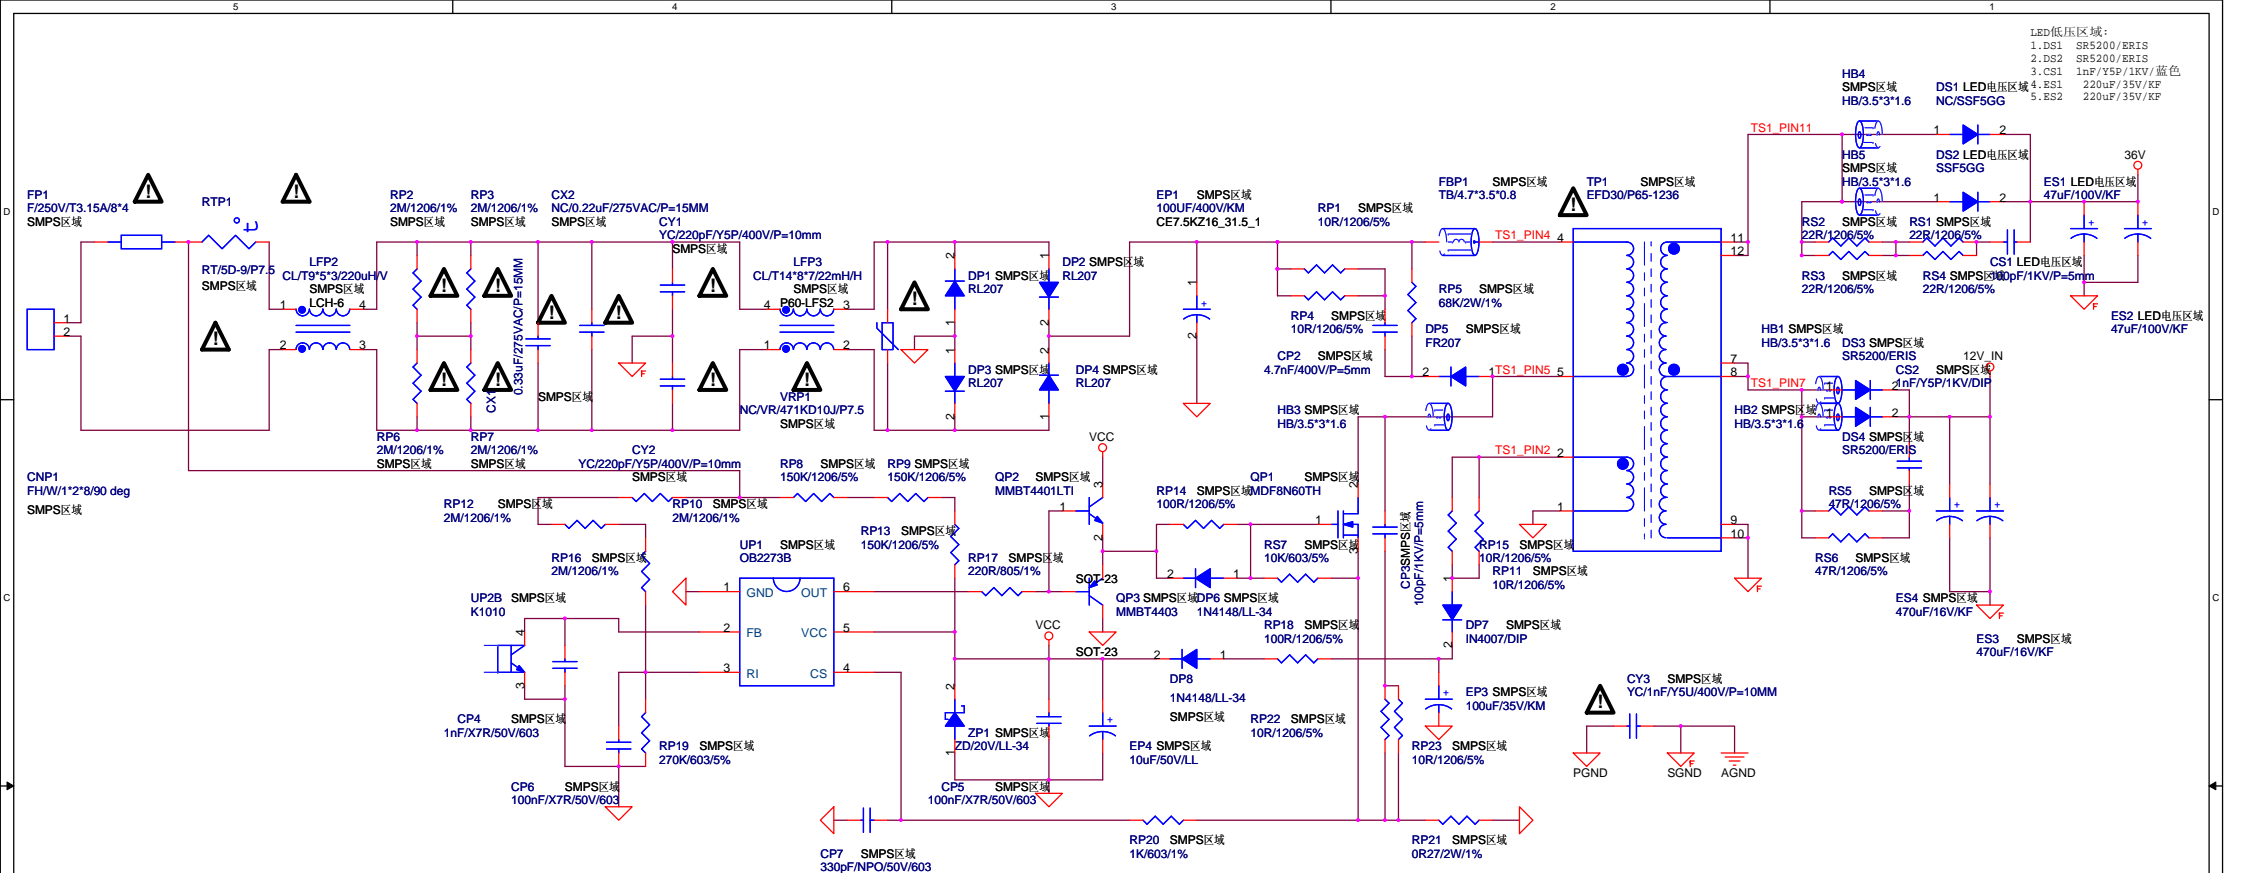 5
4
3
2
1
LED低压区域:
1.DS1 SR5200/ERIS
2.DS2 SR5200/ERIS
3.CS1 1nF/Y5P/1KV/蓝色
4.ES1 220uF/35V/KF
5.ES2 220uF/35V/KF
HB4
SMPS区域
HB/3.5*3*1.6
DS1 LED电压区域
NC/SSF5GG
TS1_PIN11
1
2
HB5
SMPS区域
HB/3.5*3*1.6
DS2 LED电压区域
SSF5GG
1
2
36V
ES1 LED电压区域
47uF/100V/KF
FP1
F/250V/T3.15A/8*4
SMPS区域
RTP1
RT/5D-9/P7.5
SMPS区域
RP2
2M/1206/1%
RP3
2M/1206/1%
CX2
NC/0.22uF/275VAC/P=15MM
CY1
YC/220pF/Y5P/400V/P=10mm
SMPS区域
EP1 SMPS区域
100UF/400V/KM
CE7.5KZ16_31.5_1
RP1 SMPS区域
10R/1206/5%
FBP1 SMPS区域
TB/4.7*3.5*0.8
TP1 SMPS区域
EFD30/P65-1236
D
D
RS2 SMPS区域
22R/1206/5%
RS1 SMPS区域
22R/1206/5%
TS1_PIN4
4
11
12
LFP2
CL/T9*5*3/220uH/V
SMPS区域
LCH-6
1
4
2
3
LFP3
CL/T14*8*7/22mH/H
SMPS区域
P60-LFS2
4
3
1
2
DP1 SMPS区域
RL207
DP2 SMPS区域
RL207
RS3 SMPS区域
22R/1206/5%
RS4 SMPS区域
22R/1206/5%
CS1 LED电压区域
100pF/1KV/P=5mm
F
ES2 LED电压区域
47uF/100V/KF
RP5 SMPS区域
68K/2W/1%
RP4 SMPS区域
10R/1206/5%
DP5 SMPS区域
FR207
CP2 SMPS区域
4.7nF/400V/P=5mm
2
1
TS1_PIN5
5
1
2
F
0.33uF/275VAC/P=15MM
CX1
SMPS区域
DP3 SMPS区域
RL207
DP4 SMPS区域
RL207
VRP1
NC/VR/471KD10J/P7.5
SMPS区域
HB1 SMPS区域
HB/3.5*3*1.6
DS3 SMPS区域
SR5200/ERIS
12V_IN
7
8
TS1_PIN7
CS2 SMPS区域
1nF/Y5P/1KV/DIP
HB2 SMPS区域
HB/3.5*3*1.6
DS4 SMPS区域
SR5200/ERIS
HB3 SMPS区域
HB/3.5*3*1.6
RP6
2M/1206/1%
SMPS区域
RP7
2M/1206/1%
SMPS区域
CY2
YC/220pF/Y5P/400V/P=10mm
SMPS区域
RP8 SMPS区域
150K/1206/5%
RP9 SMPS区域
150K/1206/5%
VCC
TS1_PIN2
2
CNP1
FH/W/1*2*8/90 deg
SMPS区域
QP2 SMPS区域
MMBT4401LTI
RP14 SMPS区域
100R/1206/5%
QP1 SMPS区域
MDF8N60TH
RP12 SMPS区域
2M/1206/1%
RP10 SMPS区域
2M/1206/1%
RP13 SMPS区域
150K/1206/5%
CP3 SMPS区域
100pF/1KV/P=5mm
RS5 SMPS区域
47R/1206/5%
1
9
10
RP16 SMPS区域
2M/1206/1%
UP1 SMPS区域
OB2273B
RP17 SMPS区域
220R/805/1%
RS7 SMPS区域
10K/603/5%
RP15 SMPS区域
10R/1206/5%
RP11 SMPS区域
10R/1206/5%
RS6 SMPS区域
47R/1206/5%
SOT-23
F
1
GND
OUT
6
UP2B SMPS区域
K1010
QP3 SMPS区域
MMBT4403
DP6 SMPS区域
1N4148/LL-34
C
C
ES4 SMPS区域
470uF/16V/KF
F
2
FB
VCC
5
VCC
RP18 SMPS区域
100R/1206/5%
DP7 SMPS区域
IN4007/DIP
ES3 SMPS区域
470uF/16V/KF
SOT-23
3
RI
CS
4
2
1
DP8
1N4148/LL-34
SMPS区域
EP3 SMPS区域
100uF/35V/KM
CY3 SMPS区域
YC/1nF/Y5U/400V/P=10MM
CP4 SMPS区域
1nF/X7R/50V/603
RP22 SMPS区域
10R/1206/5%
ZP1 SMPS区域
ZD/20V/LL-34
RP19 SMPS区域
270K/603/5%
EP4 SMPS区域
10uF/50V/LL
RP23 SMPS区域
10R/1206/5%
F
PGND
SGND
AGND
CP6 SMPS区域
100nF/X7R/50V/603
CP5 SMPS区域
100nF/X7R/50V/603
RP20 SMPS区域
1K/603/1%
RP21 SMPS区域
0R27/2W/1%
CP7 SMPS区域
330pF/NPO/50V/603